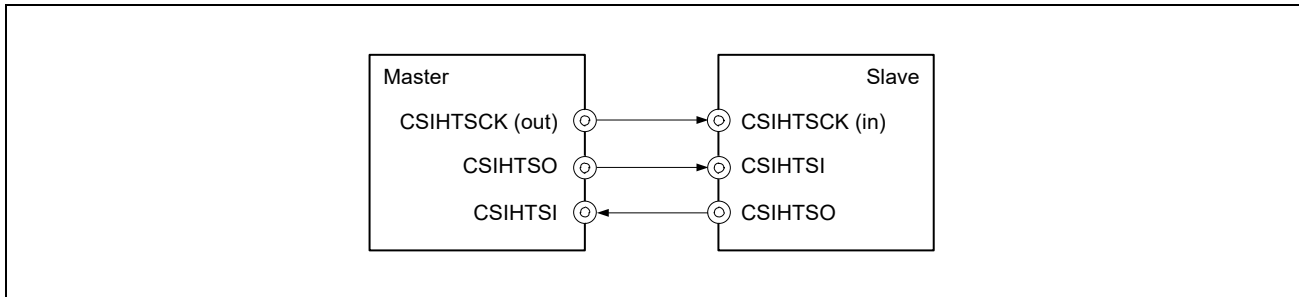 Master
Slave
CSIHTSCK (out)
CSIHTSCK (in)
CSIHTSO
CSIHTSI
CSIHTSI
CSIHTSO